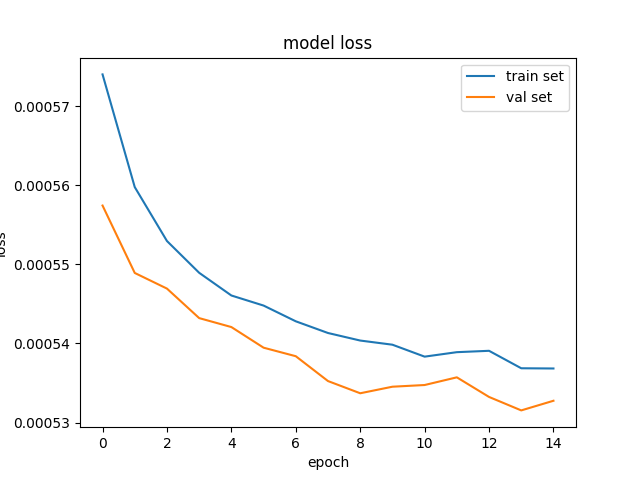 model loss
train set
val set
0.00057
0.00056
0.00055
0.00054
0.00053
loss
0 2 4 6 8 10 12 14
epoch